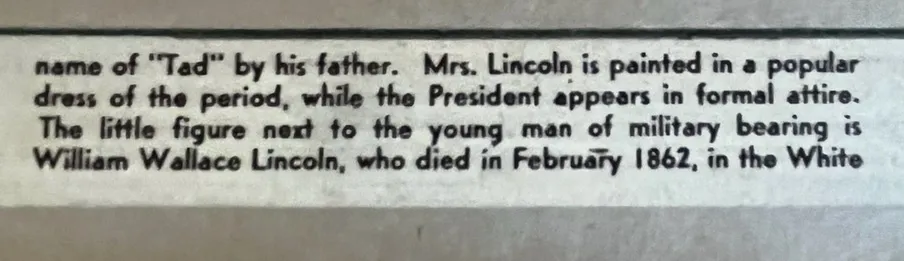 name of "Tad" by his father. Mrs. Lincoln is painted in a popular
dress of the period, while the President appears in formal attire.
The little figure next to the young man of military bearing is
William Wallace Lincoln, who died in February 1862, in the White